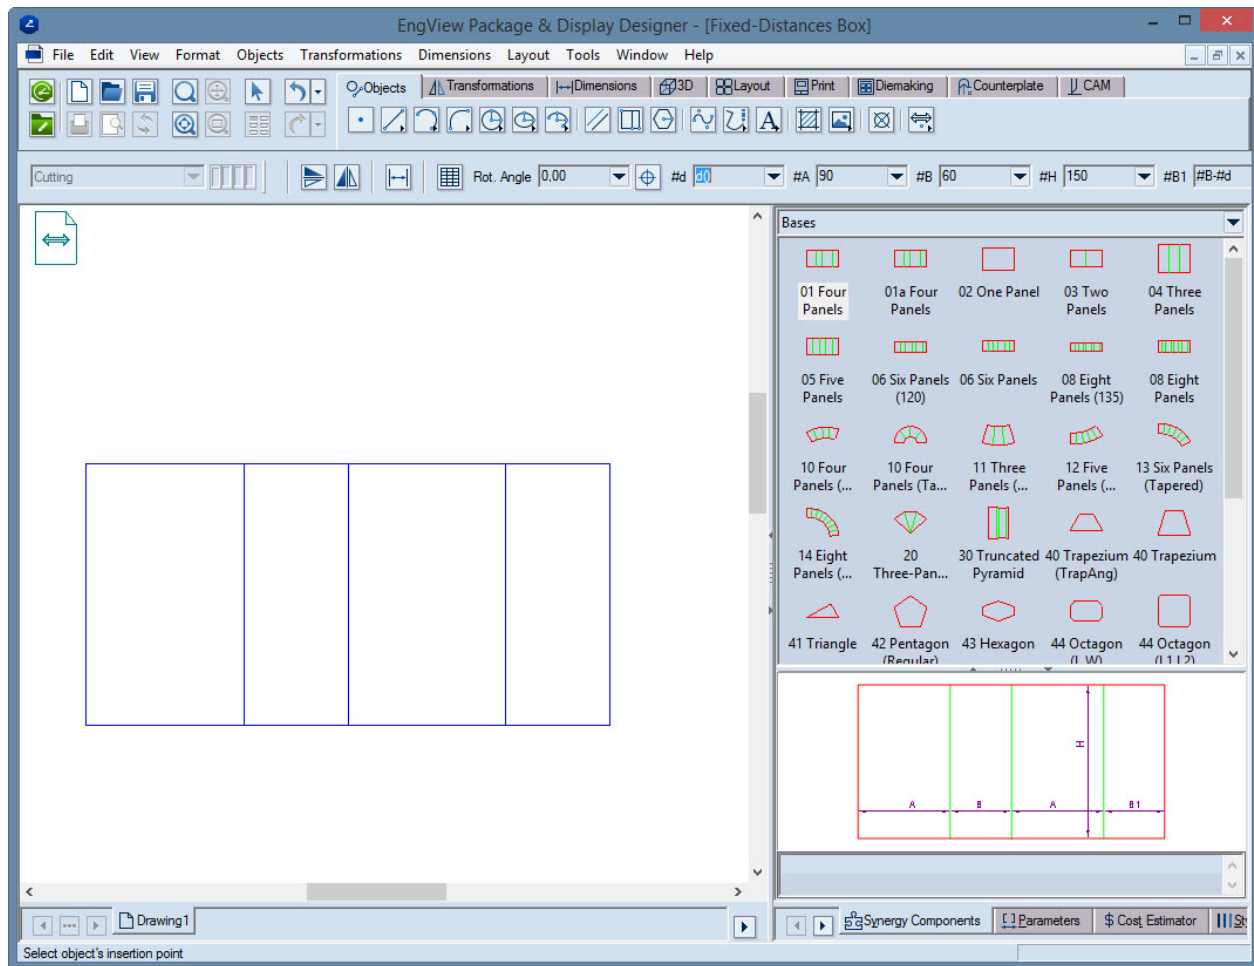 EngView Package & Display Designer - [Fixed-Distances Box]
File Edit View Format Objects Transformations Dimensions Layout Tools Window Help
Objects Transformations Dimensions 3D Layout Print Diemaking Counterplate CAM
Cutting Rot. Angle 0,00 #d d0 #A 90 #B 60 #H 150 #B1 #B-#d
Bases
01 Four Panels
01a Four Panels
02 One Panel
03 Two Panels
04 Three Panels
05 Five Panels
06 Six Panels (120)
06 Six Panels
08 Eight Panels (135)
08 Eight Panels
10 Four Panels (...
10 Four Panels (Ta...
11 Three Panels (...
12 Five Panels (...
13 Six Panels (Tapered)
14 Eight Panels (...
20 Three-Pan...
30 Truncated Pyramid
40 Trapezium (TrapAng)
40 Trapezium
41 Triangle
42 Pentagon (Regular)
43 Hexagon
44 Octagon (L W)
44 Octagon (L1 L2)
H
A B A B1
Drawing1
Synergy Components Parameters $ Cost Estimator
Select object's insertion point